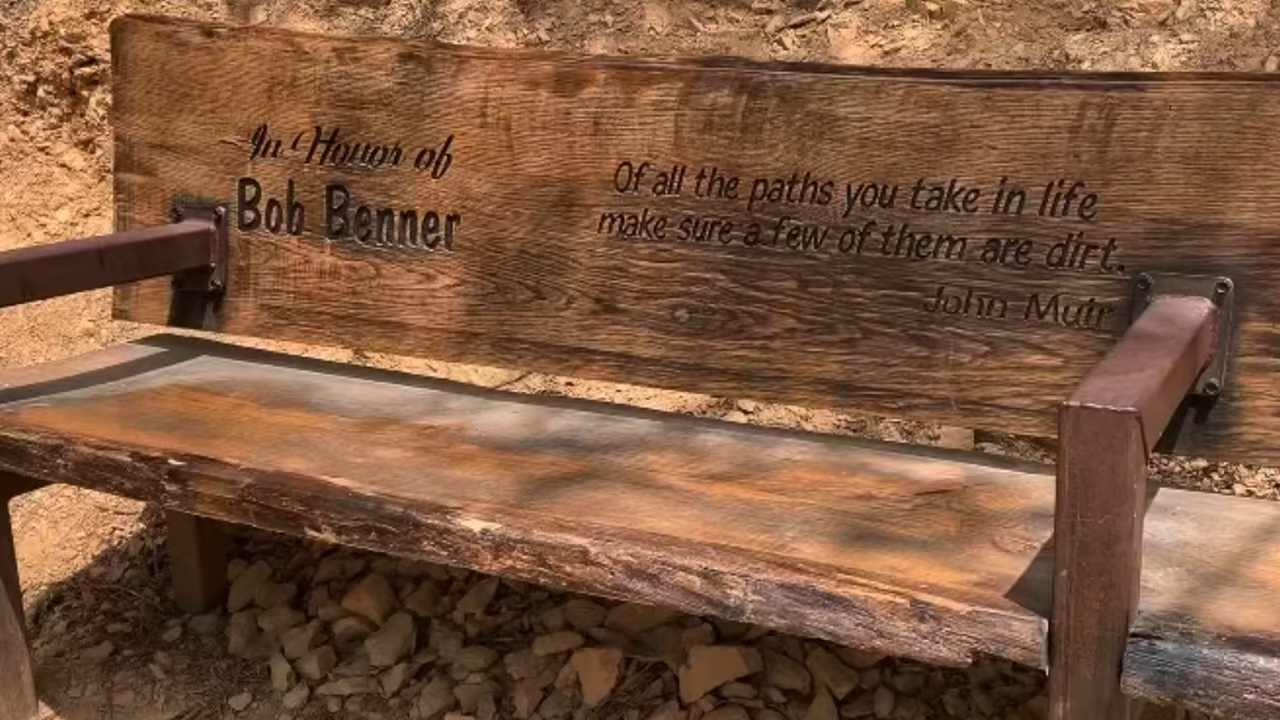 In Honor of
Bob Benner
Of all the paths you take in life
make sure a few of them are dirt.
John Muir